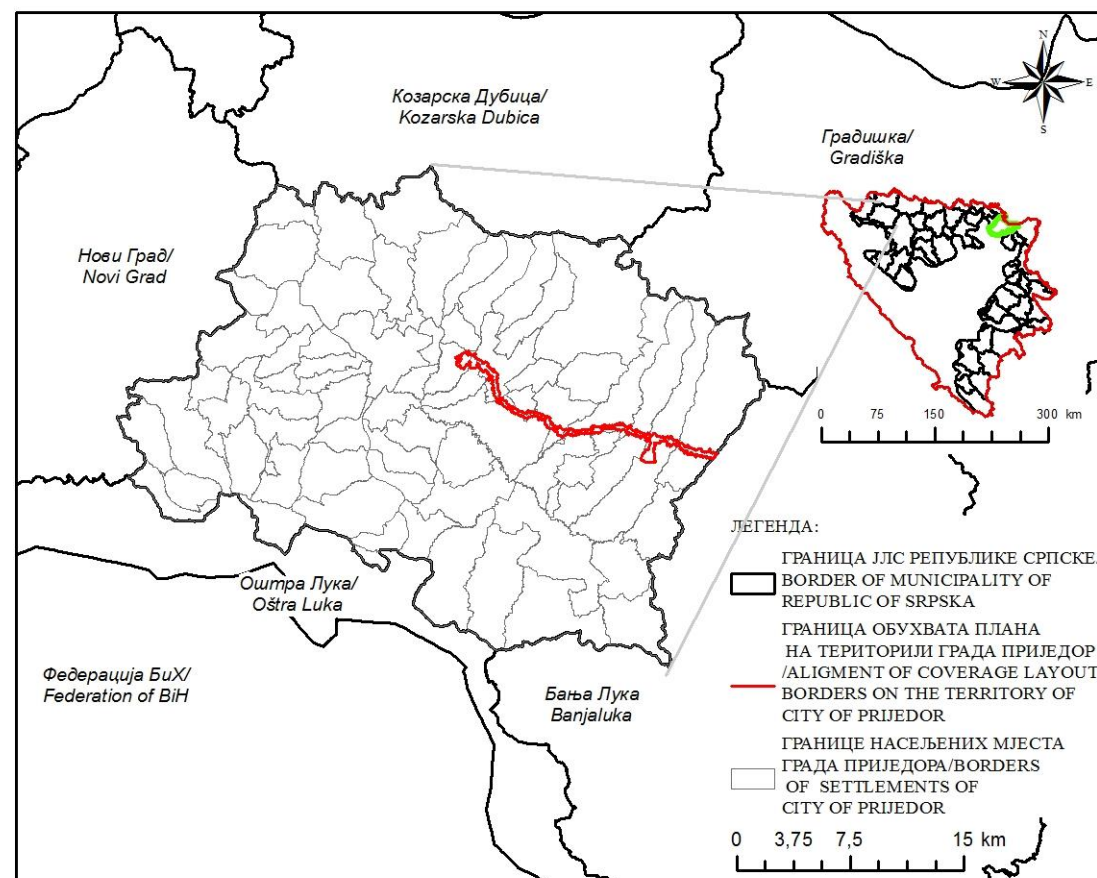 Козарска Дубица/
Kozarska Dubica
N
W
E
S
Градишка/
Gradiška
Нови Град/
Novi Grad
0 75 150 300 km
ЛЕГЕНДА:
ГРАНИЦА ЈЛС РЕПУБЛИКЕ СРПСКЕ/
BORDER OF MUNICIPALITY OF
REPUBLIC OF SRPSKA
ГРАНИЦА ОБУХВАТА ПЛАНА
НА ТЕРИТОРИЈИ ГРАДА ПРИЈЕДОР
/ALIGMENT OF COVERAGE LAYOUT
BORDERS ON THE TERRITORY OF
CITY OF PRIJEDOR
ГРАНИЦЕ НАСЕЉЕНИХ МЈЕСТА
ГРАДА ПРИЈЕДОРА/BORDERS
OF SETTLEMENTS OF
CITY OF PRIJEDOR
Оштра Лука/
Oštra Luka
Федерација БиХ/
Federation of BiH
Бања Лука
Banjaluka
0 3,75 7,5 15 km